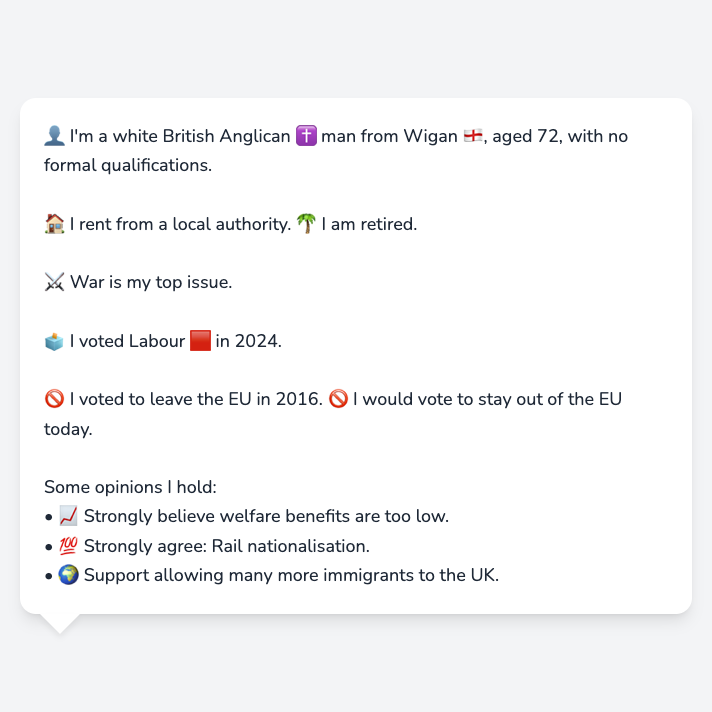 👤 I'm a white British Anglican ✝️ man from Wigan 🏴󠁧󠁢󠁥󠁮󠁧󠁿, aged 72, with no
formal qualifications.
🏠 I rent from a local authority. 🌴 I am retired.
⚔️ War is my top issue.
🗳️ I voted Labour 🟥 in 2024.
🚫 I voted to leave the EU in 2016. 🚫 I would vote to stay out of the EU
today.
Some opinions I hold:
• 📈 Strongly believe welfare benefits are too low.
• 💯 Strongly agree: Rail nationalisation.
• 🌍 Support allowing many more immigrants to the UK.